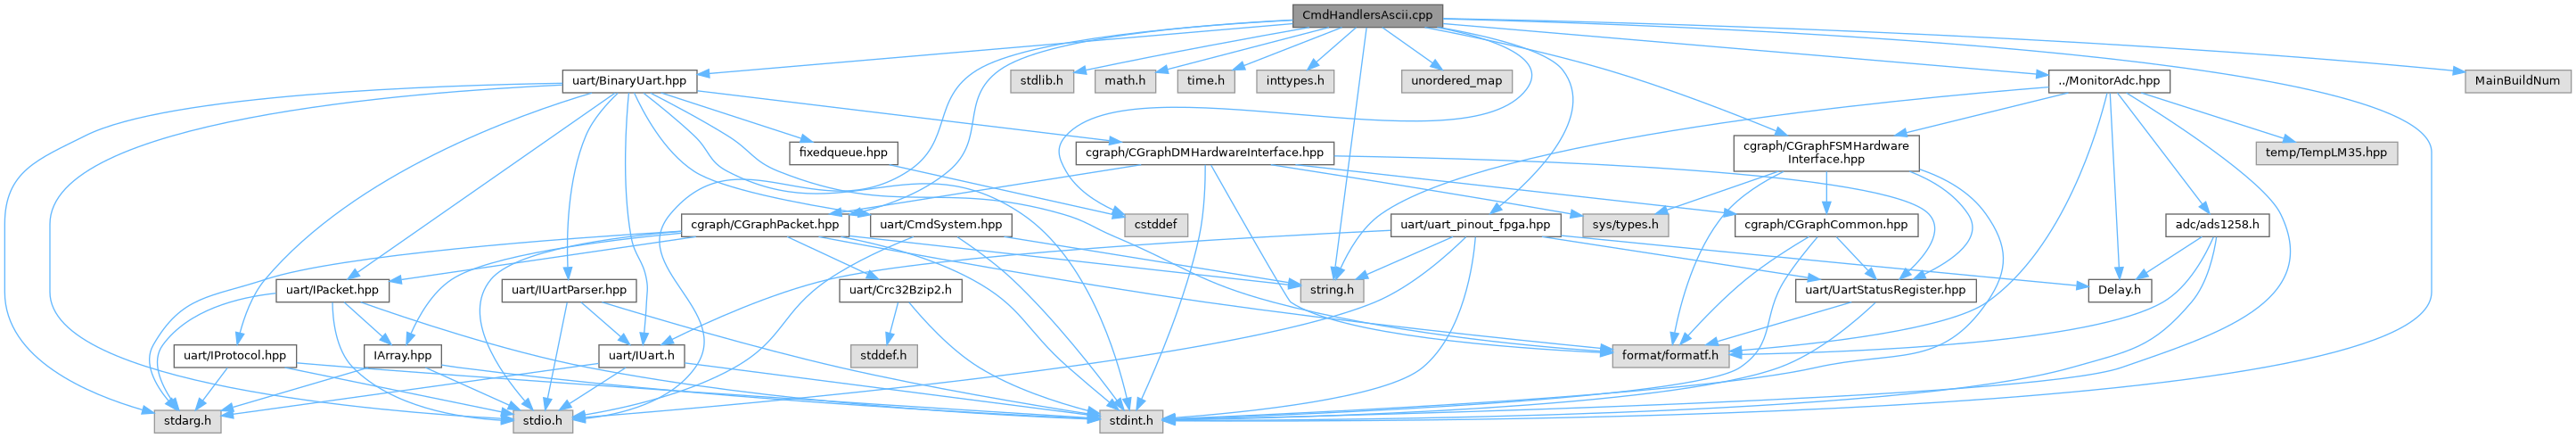 CmdHandlersAscii.cpp
uart/BinaryUart.hpp
stdlib.h
math.h
time.h
inttypes.h
unordered_map
../MonitorAdc.hpp
MainBuildNum
fixedqueue.hpp
cgraph/CGraphDMHardwareInterface.hpp
cgraph/CGraphFSMHardware
Interface.hpp
temp/TempLM35.hpp
cgraph/CGraphPacket.hpp
uart/CmdSystem.hpp
cstddef
uart/uart_pinout_fpga.hpp
sys/types.h
cgraph/CGraphCommon.hpp
adc/ads1258.h
uart/IPacket.hpp
uart/IUartParser.hpp
uart/Crc32Bzip2.h
string.h
uart/UartStatusRegister.hpp
Delay.h
uart/IProtocol.hpp
IArray.hpp
uart/IUart.h
stddef.h
format/formatf.h
stdarg.h
stdio.h
stdint.h